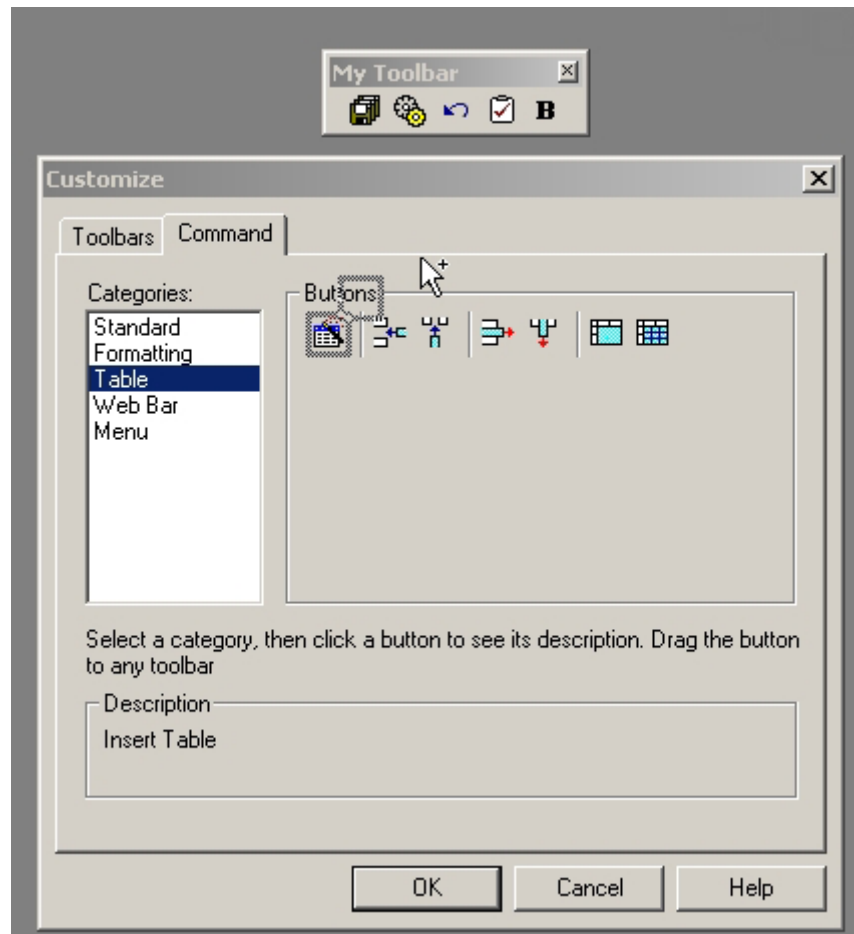 My Toolbar
B
Customize
Toolbars Command
Categories:
Buttons
Standard
Formatting
Table
Web Bar
Menu
Select a category, then click a button to see its description. Drag the button
to any toolbar
Description
Insert Table
OK Cancel Help